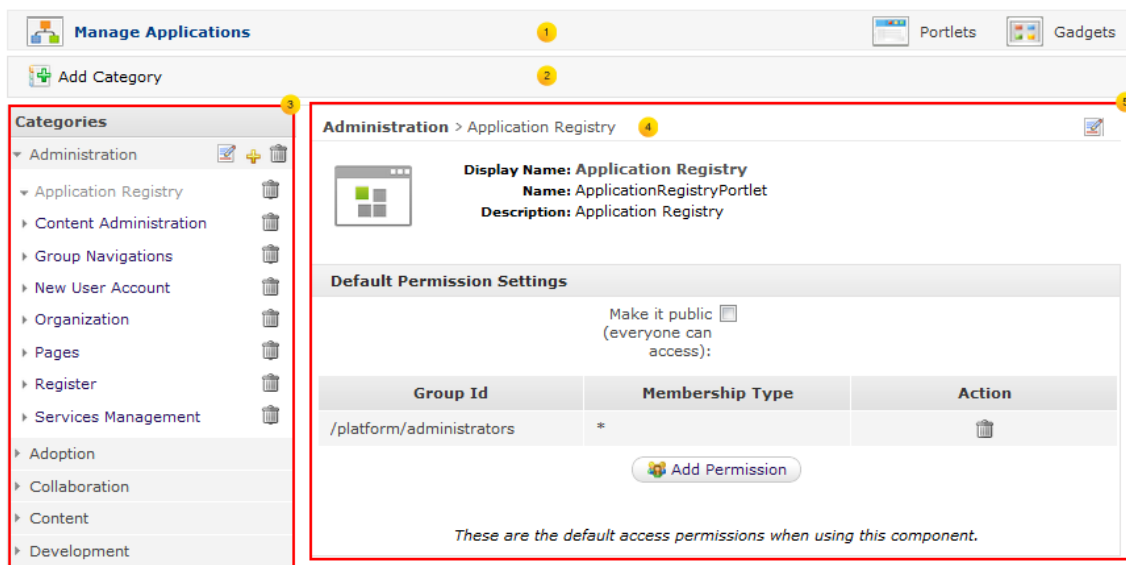 Manage Applications 1 Portlets Gadgets
Add Category 2
3
Categories
Administration
Application Registry
Content Administration
Group Navigations
New User Account
Organization
Pages
Register
Services Management
Adoption
Collaboration
Content
Development
5
Administration > Application Registry 4
Display Name: Application Registry
Name: ApplicationRegistryPortlet
Description: Application Registry
Default Permission Settings
Make it public
(everyone can
access):
Group Id Membership Type Action
/platform/administrators *
Add Permission
These are the default access permissions when using this component.